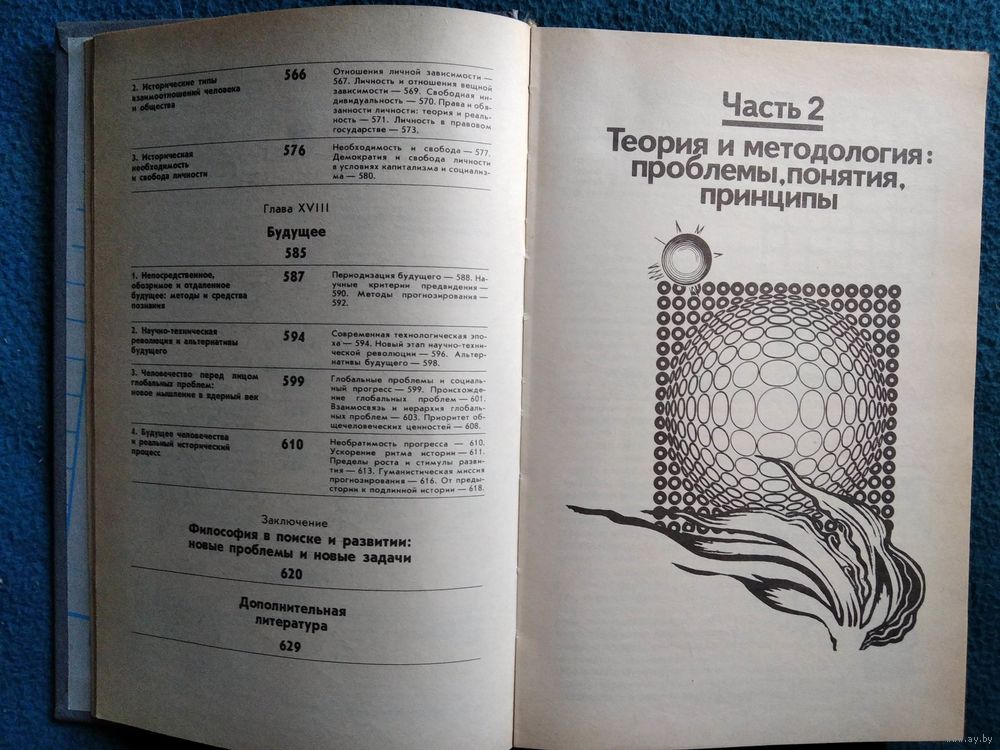 2. Исторические типы
взаимоотношений человека
и общества
566
Отношения личной зависимости —
567. Личность и отношения вещной
зависимости — 569. Свободная ин-
дивидуальность — 570. Права и обя-
занности личности: теория и реаль-
ность — 571. Личность в правовом
государстве — 573.
3. Историческая
необходимость
и свобода личности
576
Необходимость и свобода — 577.
Демократия и свобода личности
в условиях капитализма и социализ-
ма — 580.
Глава XVIII
Будущее
585
1. Непосредственное,
обозримое и отдаленное
будущее: методы и средства
познания
587
Периодизация будущего — 588. На-
учные критерии предвидения —
590. Методы прогнозирования —
592.
2. Научно-техническая
революция и альтернативы
будущего
594
Современная технологическая эпо-
ха — 594. Новый этап научно-техни-
ческой революции — 596. Альтер-
нативы будущего — 598.
3. Человечество перед лицом
глобальных проблем:
новое мышление в ядерный век
599
Глобальные проблемы и социаль-
ный прогресс — 599. Происхожде-
ние глобальных проблем — 601.
Взаимосвязь и иерархия глобаль-
ных проблем — 603. Приоритет об-
щечеловеческих ценностей — 608.
4. Будущее человечества
и реальный исторический
процесс
610
Необратимость прогресса — 610.
Ускорение ритма истории — 611.
Пределы роста и стимулы разви-
тия — 613. Гуманистическая миссия
прогнозирования — 616. От преды-
стории к подлинной истории — 618.
Заключение
Философия в поиске и развитии:
новые проблемы и новые задачи
620
Дополнительная
литература
629
Часть 2
Теория и методология:
проблемы, понятия,
принципы
www.ay.by